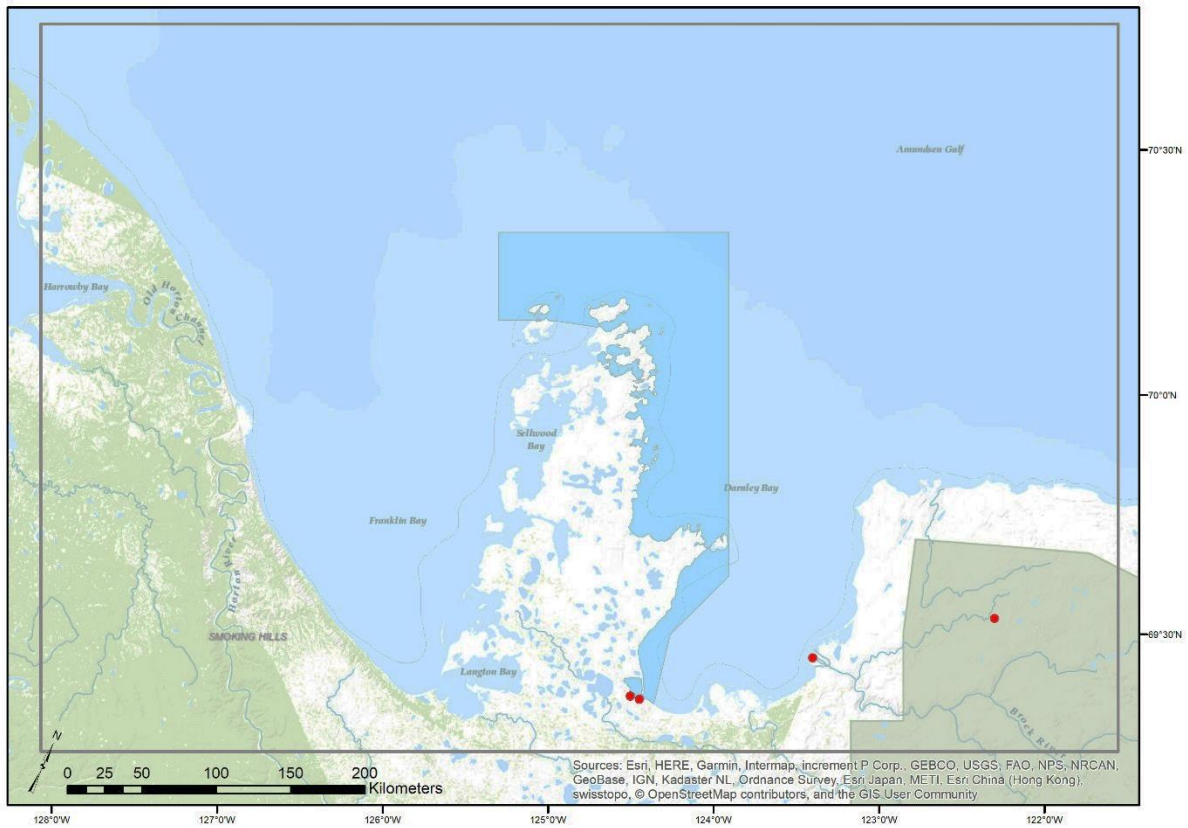 Amundsen Gulf
70°30'N
Harrowby Bay
Old Horton Channel
70°0'N
Sellwood
Bay
Darnley Bay
Franklin Bay
Horton River
SMOKING HILLS
69°30'N
Langton Bay
Brock River
N
0 25 50 100 150 200
Kilometers
Sources: Esri, HERE, Garmin, Intermap, increment P Corp., GEBCO, USGS, FAO, NPS, NRCAN,
GeoBase, IGN, Kadaster NL, Ordnance Survey, Esri Japan, METI, Esri China (Hong Kong),
swisstopo, © OpenStreetMap contributors, and the GIS User Community
128°0'W 127°0'W 126°0'W 125°0'W 124°0'W 123°0'W 122°0'W